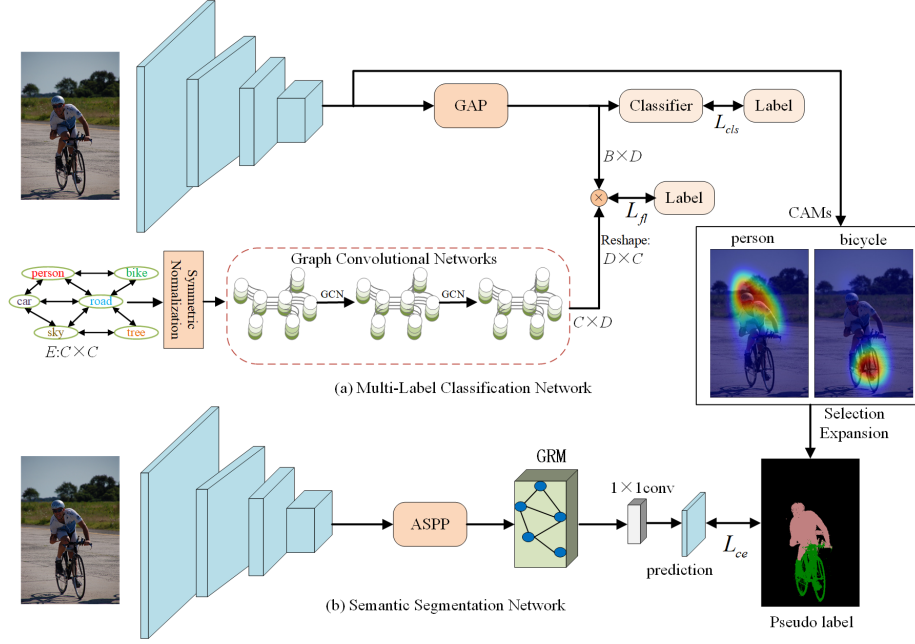 GAP
Classifier
Label
L_cls
B×D
×
L_fl
Label
CAMs
Reshape:
D×C
person
bicycle
Graph Convolutional Networks
person
bike
Symmetric
Normalization
car
road
GCN
GCN
sky
tree
C×D
E:C×C
(a) Multi-Label Classification Network
Selection
Expansion
GRM
1×1conv
ASPP
L_ce
prediction
(b) Semantic Segmentation Network
Pseudo label